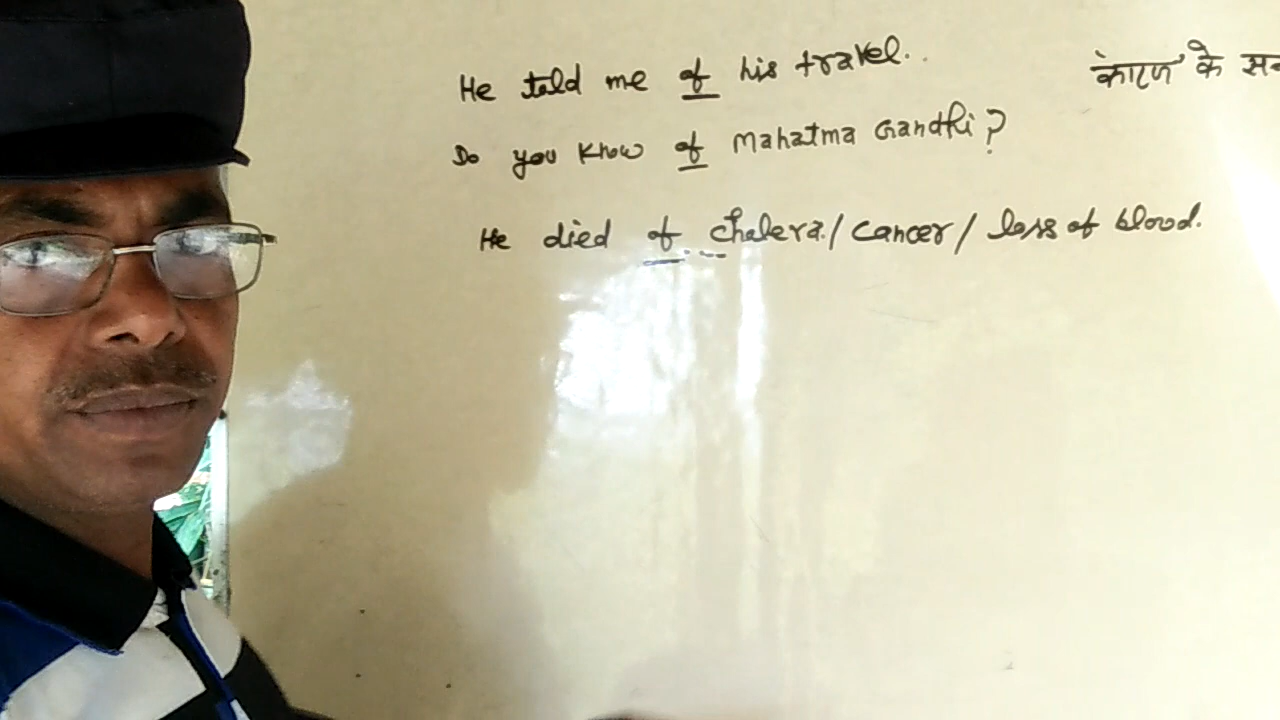 He told me of his travel.
कारण के
Do you know of Mahatma Gandhi?
He died of cholera/cancer/loss of blood.